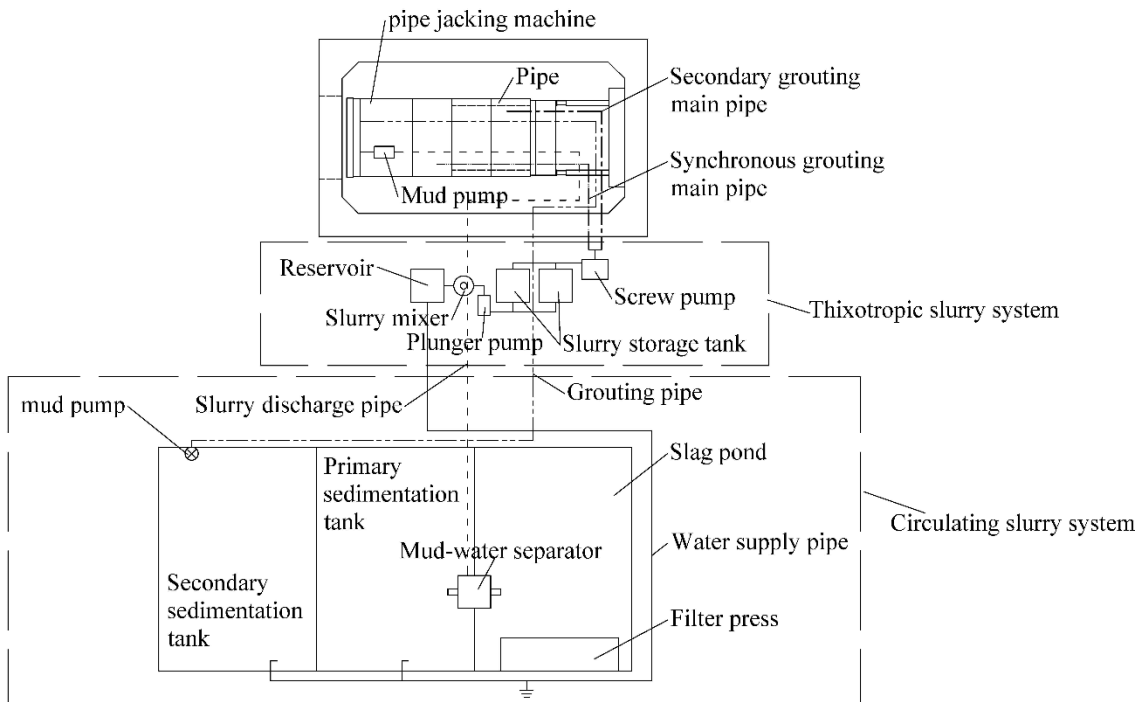 pipe jacking machine
Pipe
Secondary grouting
main pipe
Mud pump
Synchronous grouting
main pipe
Reservoir
Slurry mixer
Plunger pump
Slurry storage tank
Screw pump
Thixotropic slurry system
Slurry discharge pipe
Grouting pipe
mud pump
Primary
sedimentation
tank
Slag pond
Mud-water separator
Water supply pipe
Circulating slurry system
Secondary
sedimentation
tank
Filter press